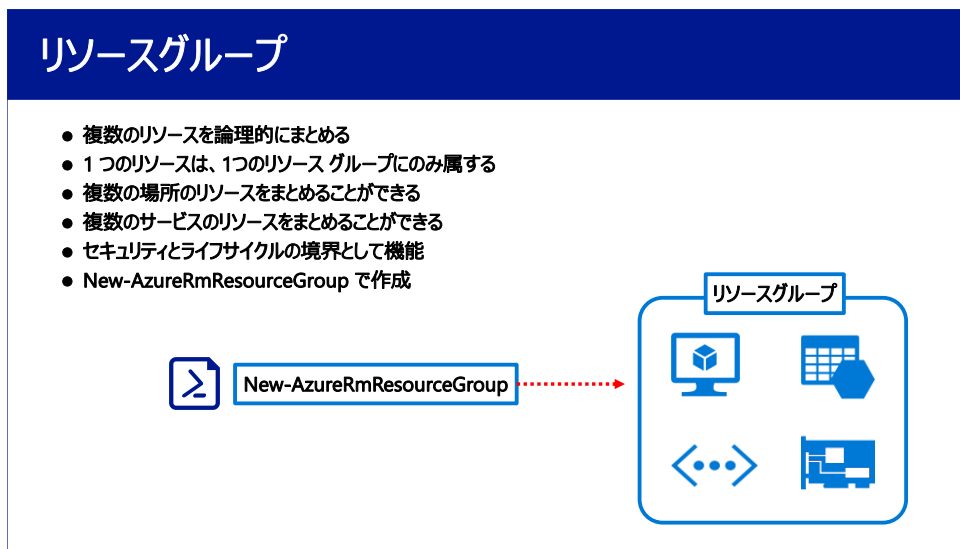 リソースグループ
● 複数のリソースを論理的にまとめる
● 1 つのリソースは、1つのリソース グループにのみ属する
● 複数の場所のリソースをまとめることができる
● 複数のサービスのリソースをまとめることができる
● セキュリティとライフサイクルの境界として機能
● New-AzureRmResourceGroup で作成
リソースグループ
New-AzureRmResourceGroup